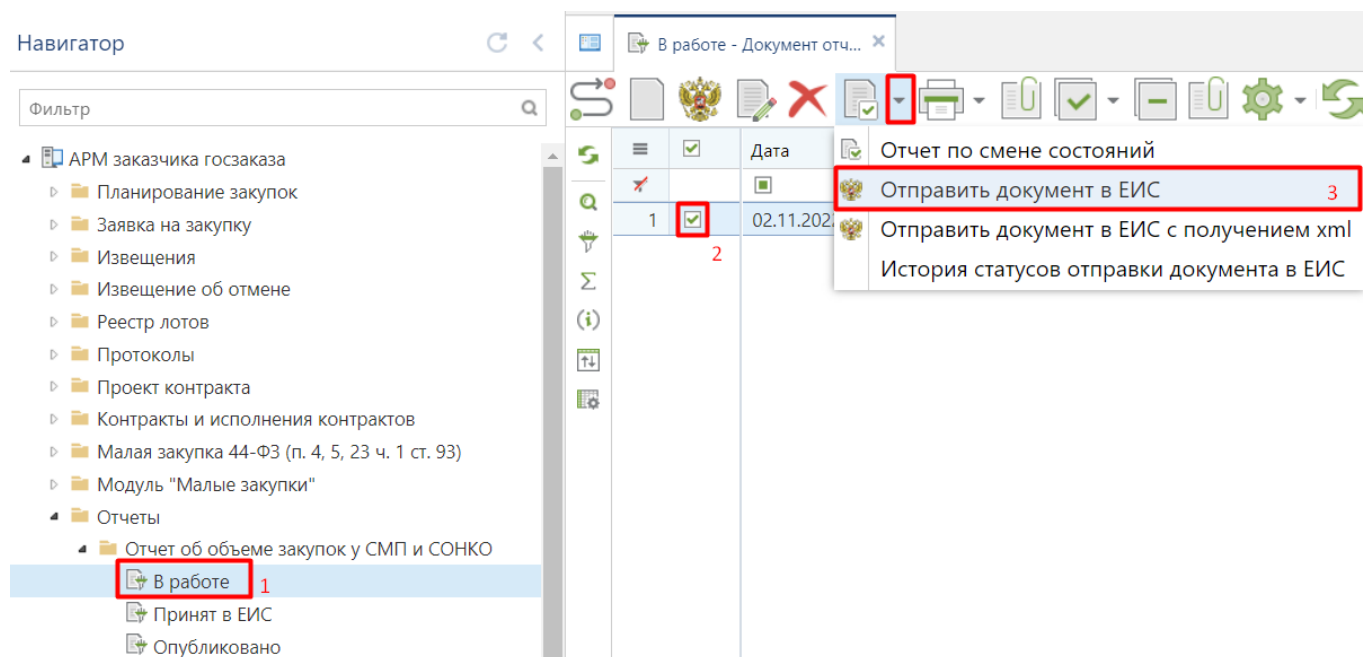 Навигатор
В работе - Документ отч...
Фильтр
АРМ заказчика госзаказа
Планирование закупок
Заявка на закупку
Извещения
Извещение об отмене
Реестр лотов
Протоколы
Проект контракта
Контракты и исполнения контрактов
Малая закупка 44-ФЗ (п. 4, 5, 23 ч. 1 ст. 93)
Модуль "Малые закупки"
Отчеты
Отчет об объеме закупок у СМП и СОНКО
В работе 1
Принят в ЕИС
Опубликовано
Дата
1 02.11.202
2
Отчет по смене состояний
Отправить документ в ЕИС 3
Отправить документ в ЕИС с получением xml
История статусов отправки документа в ЕИС